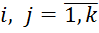 i, j = \overline{1,k}